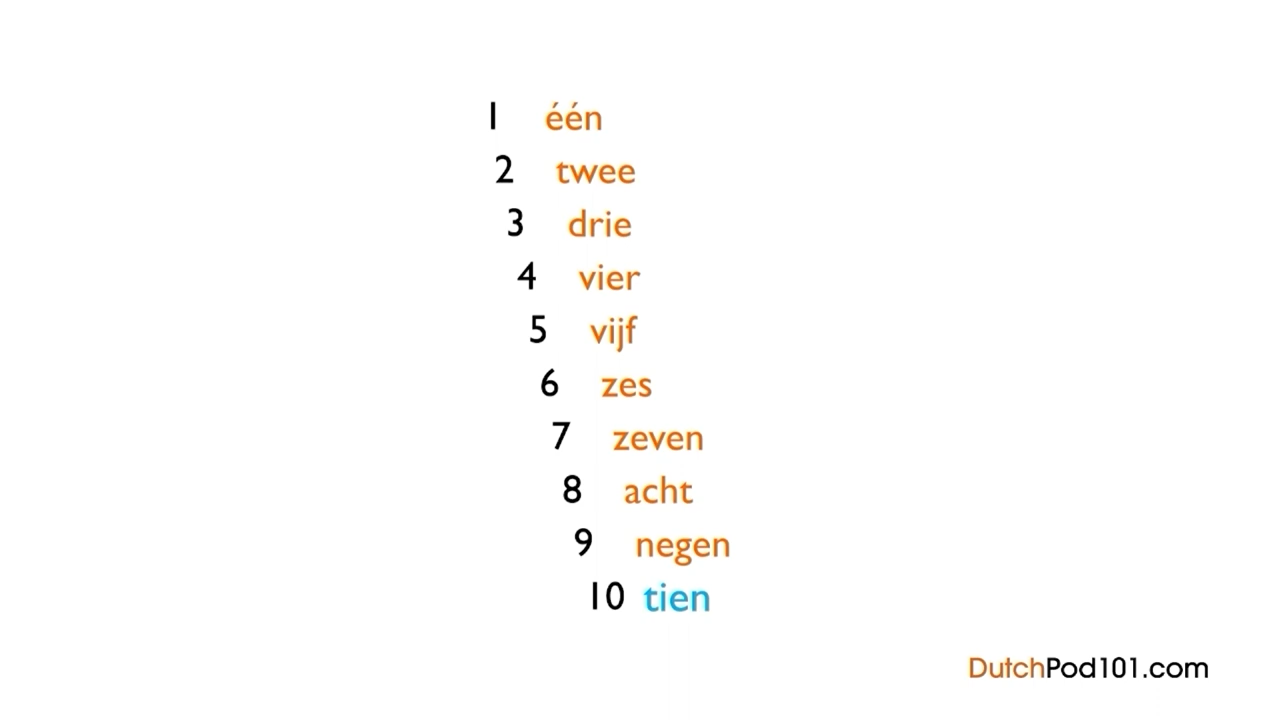 1 één
2 twee
3 drie
4 vier
5 vijf
6 zes
7 zeven
8 acht
9 negen
10 tien
DutchPod101.com